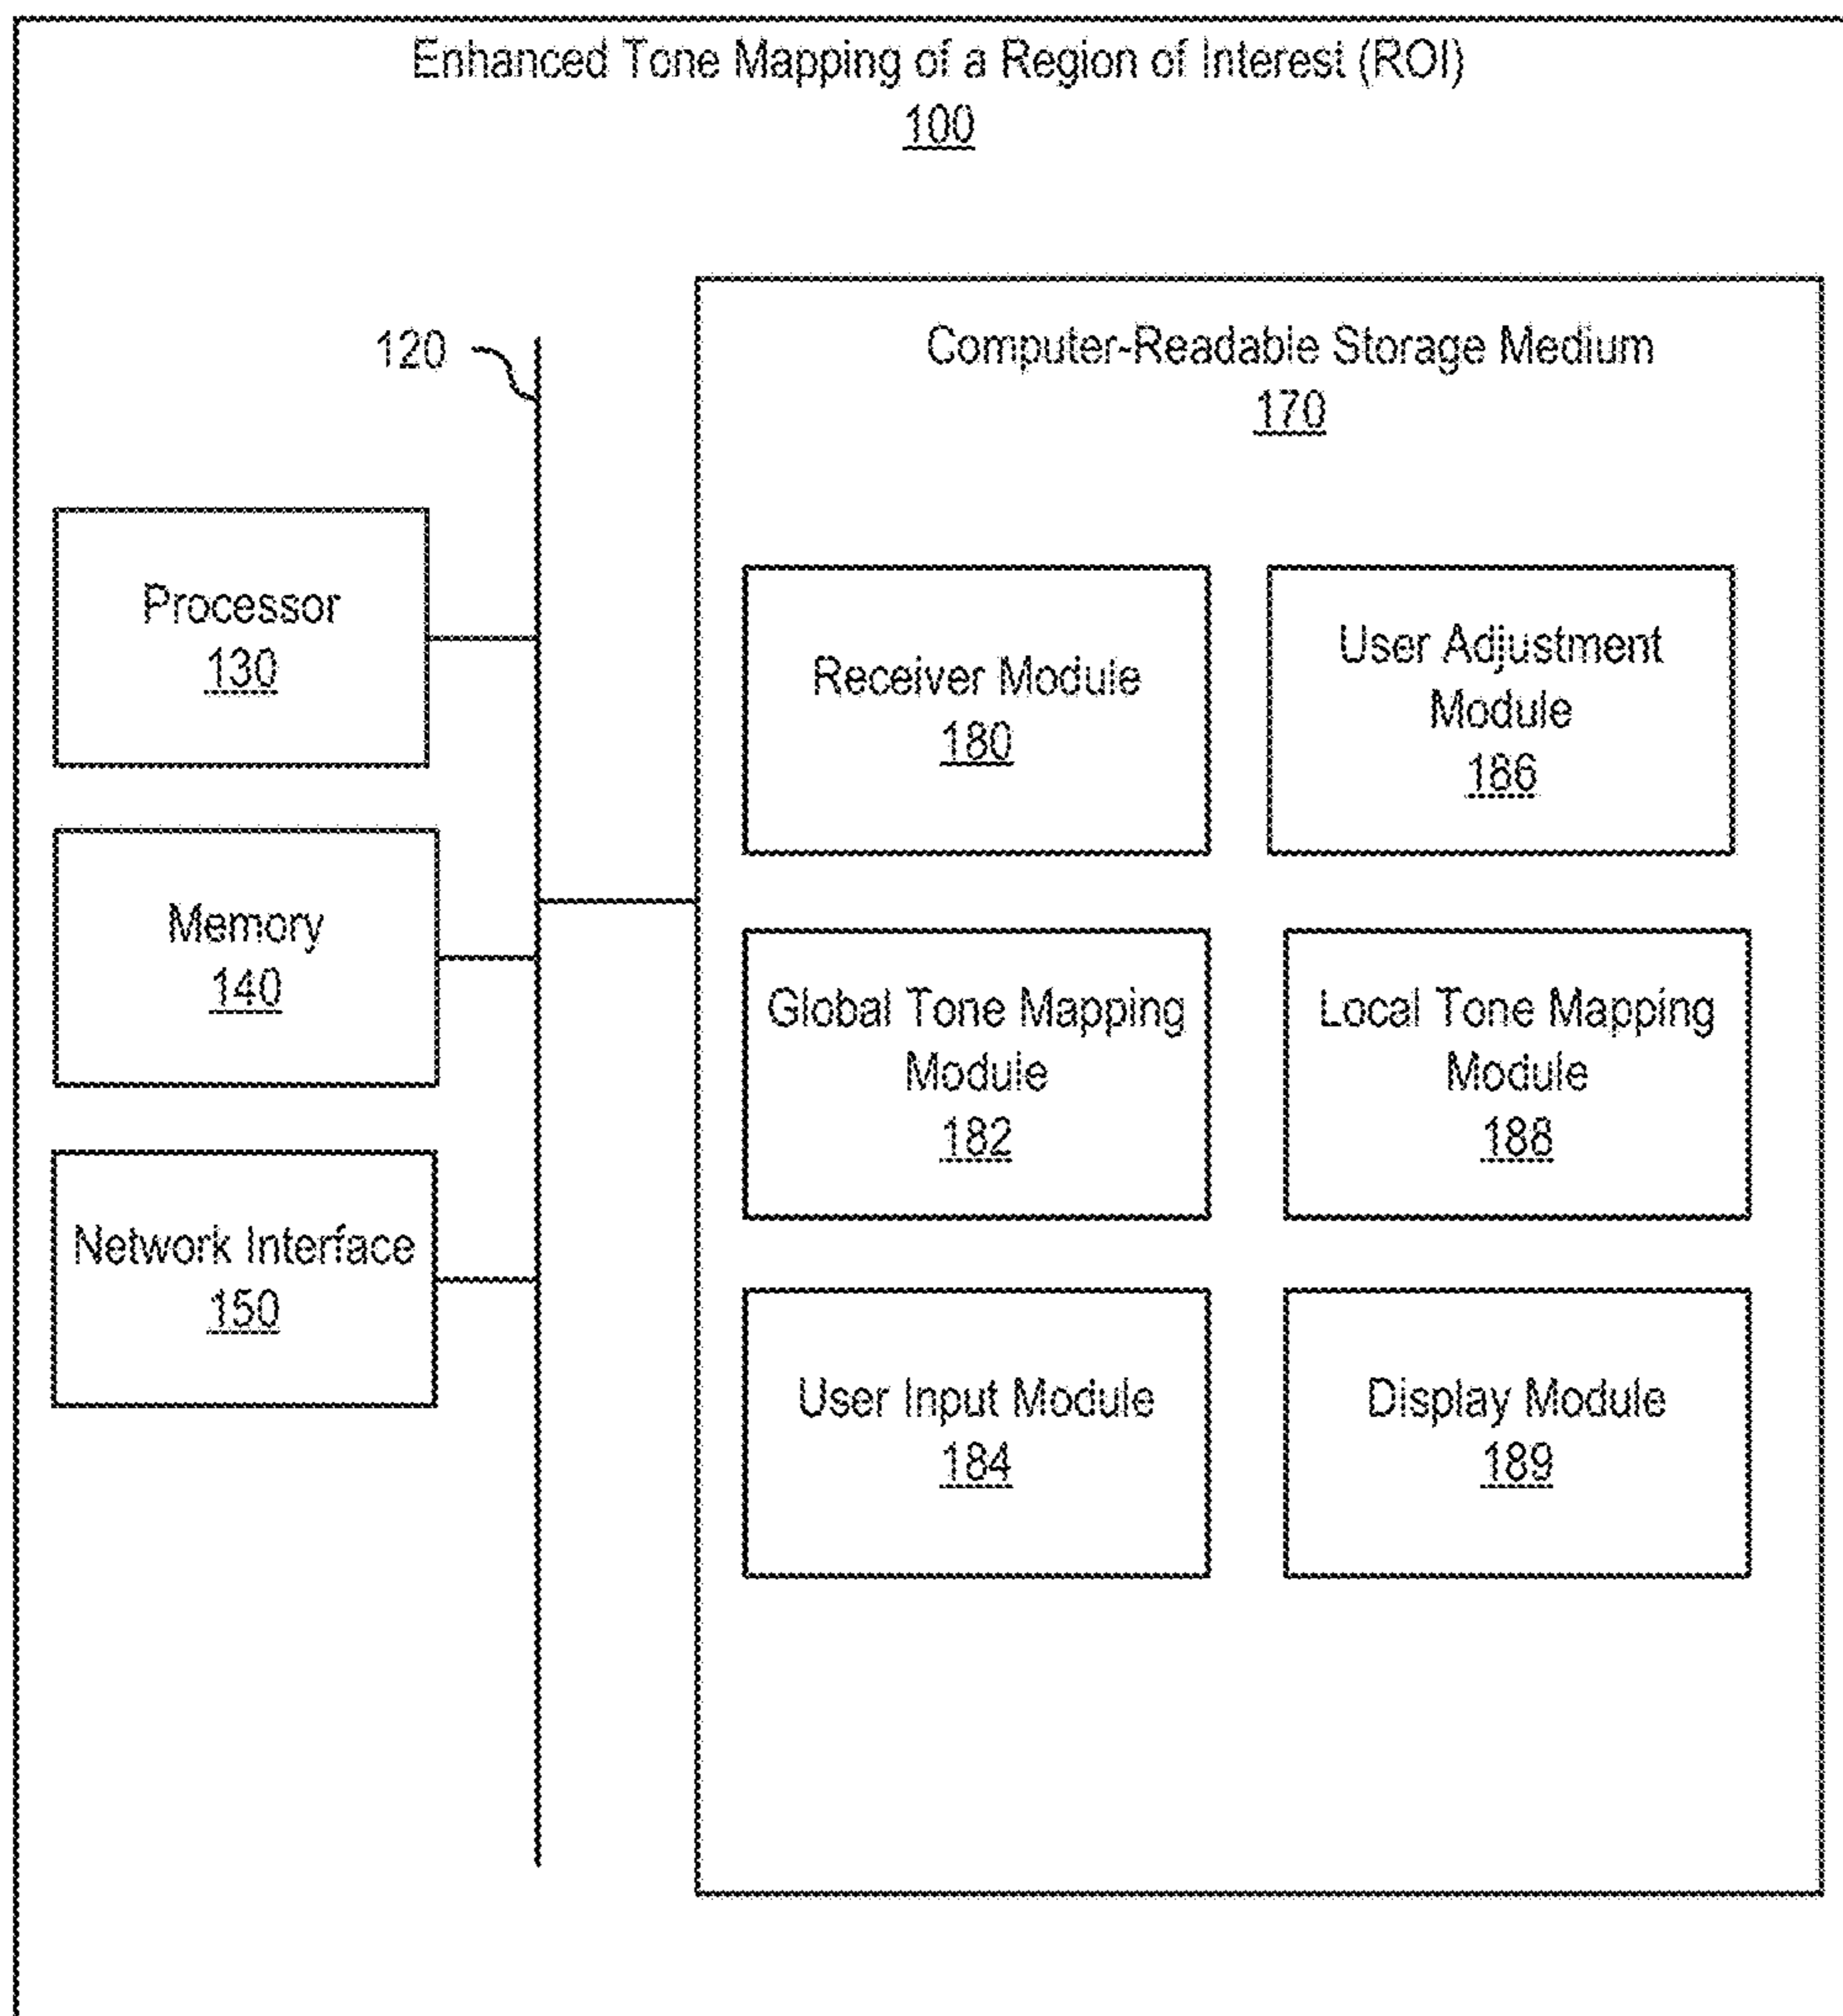 Enhanced Tone Mapping of a Region of Interest (ROI)
100
120
Computer-Readable Storage Medium
170
Processor
130
Memory
140
Network Interface
150
Receiver Module
180
User Adjustment
Module
186
Global Tone Mapping
Module
182
Local Tone Mapping
Module
188
User Input Module
184
Display Module
189